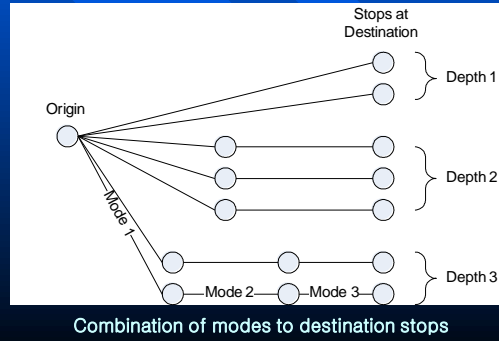 Stops at
Destination
Depth 1
Origin
Depth 2
Mode 1
Depth 3
Mode 2
Mode 3
Combination of modes to destination stops